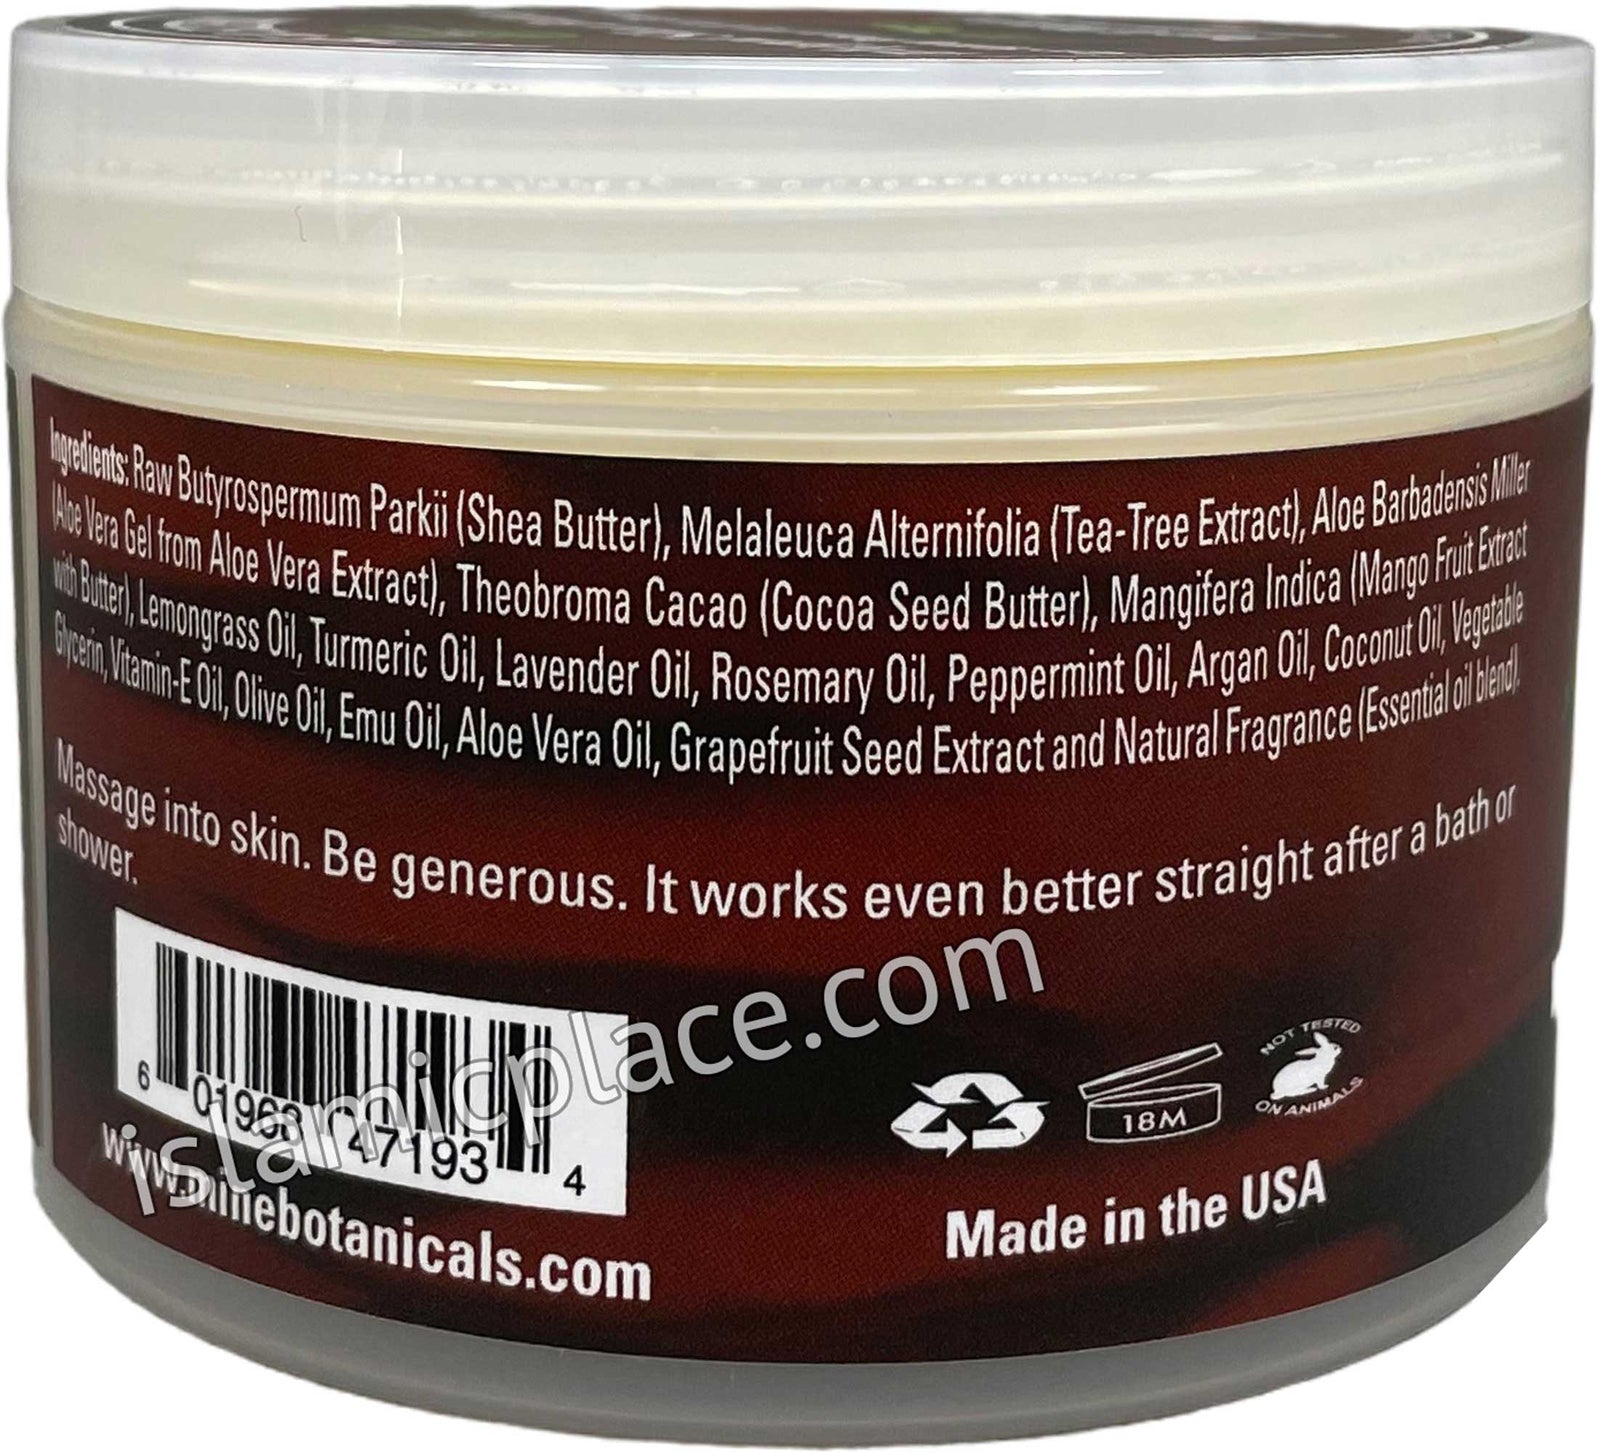 Ingredients: Raw Butyrospermum Parkii (Shea Butter), Melaleuca Alternifolia (Tea-Tree Extract), Aloe Barbadensis Miller
(Aloe Vera Gel from Aloe Vera Extract), Theobroma Cacao (Cocoa Seed Butter), Mangifera Indica (Mango Fruit Extract
with Butter), Lemongrass Oil, Turmeric Oil, Lavender Oil, Rosemary Oil, Peppermint Oil, Argan Oil, Coconut Oil, Vegetable
Glycerin, Vitamin-E Oil, Olive Oil, Emu Oil, Aloe Vera Oil, Grapefruit Seed Extract and Natural Fragrance (Essential oil blend).
Massage into skin. Be generous. It works even better straight after a bath or
shower.
islamicplace.com
6 47193 4
www.ninebotanicals.com
18M
NOT TESTED
ON ANIMALS
Made in the USA